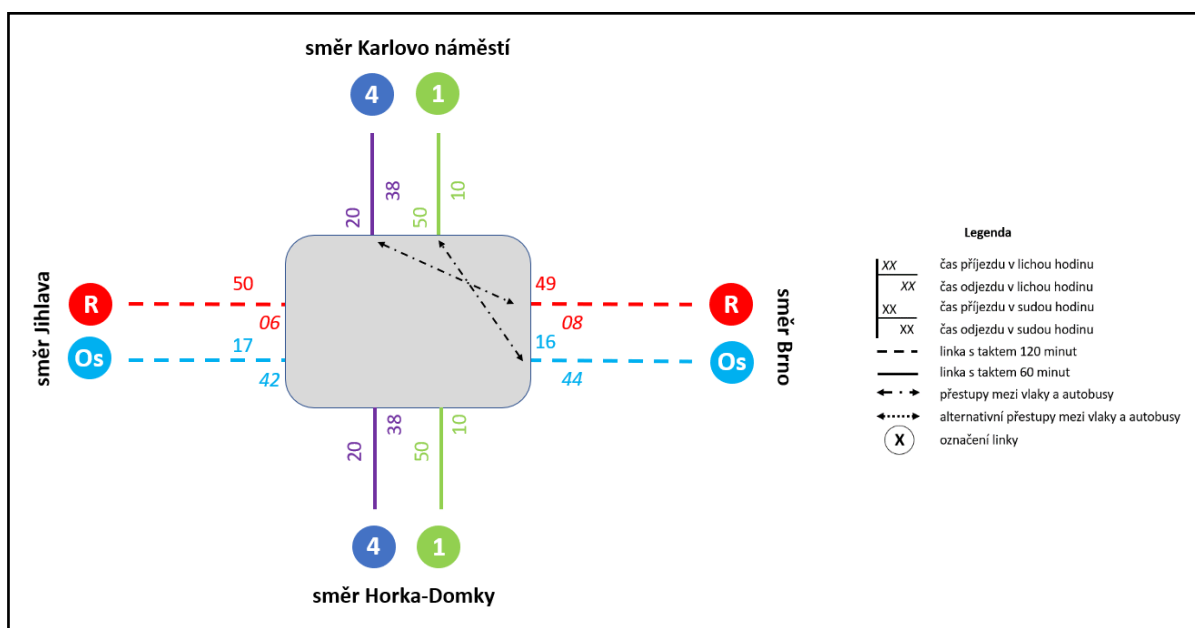 směr Karlovo náměstí
4
1
20
38
50
10
směr Jihlava
R
50
06
Os
17
42
49
08
R
16
44
Os
směr Brno
20
38
50
10
4
1
směr Horka-Domky
Legenda
XX čas příjezdu v lichou hodinu
XX čas odjezdu v lichou hodinu
XX čas příjezdu v sudou hodinu
XX čas odjezdu v sudou hodinu
linka s taktem 120 minut
linka s taktem 60 minut
přestupy mezi vlaky a autobusy
alternativní přestupy mezi vlaky a autobusy
X označení linky